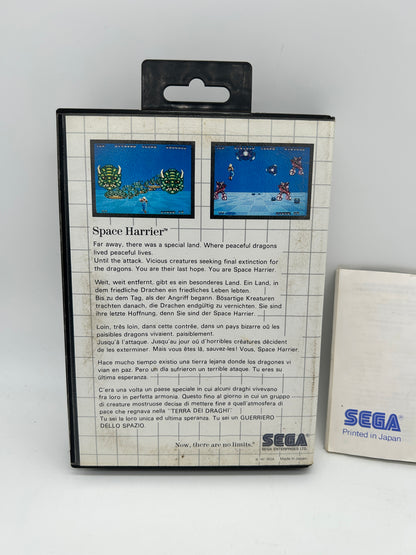 Space Harrier™
Far away, there was a special land. Where peaceful dragons
lived peaceful lives.
Until the attack. Vicious creatures seeking final extinction for
the dragons. You are their last hope. You are Space Harrier.
Weit, weit entfernt, gibt es ein besonderes Land. Ein Land, in
dem friedliche Drachen ein friedliches Leben lebten.
Bis zu dem Tag, als der Angriff begann. Bösartige Kreaturen
trachten danach, die Drachen endgültig zu vernichten. Sie sind
ihre letzte Hoffnung, denn Sie sind der Space Harrier.
Loin, très loin, dans cette contrée, dans un pays bizarre où les
paisibles dragons vivaient. paisiblement.
Jusqu'à l'attaque. Jusqu'au jour où d'horribles créatures décident
de les exterminer. Mais vous êtes là, sauvez-les! Vous, Space Harrier.
Hace mucho tiempo existio una tierra lejana donde los dragones vi
vian en paz. Pero un dia sufrieron un terrible ataque. Tu eres su
última esperanza.
C'era una volta un paese speciale in cui alcuni draghi vivevano
fra loro in perfetta armonia. Questo fino al giorno in cui un gruppo
di creature mostruose decise di mettere fine a quell'atmosfera di
pace che regnava nella "TERRA DEI DRAGHI".
Tu sei la loro unica ed ultima speranza. Tu sei un GUERRIERO
DELLO SPAZIO.
Now, there are no limits.
SEGA
SEGA ENTERPRISES LTD.
Made in Japan
SEGA
Printed in Japan